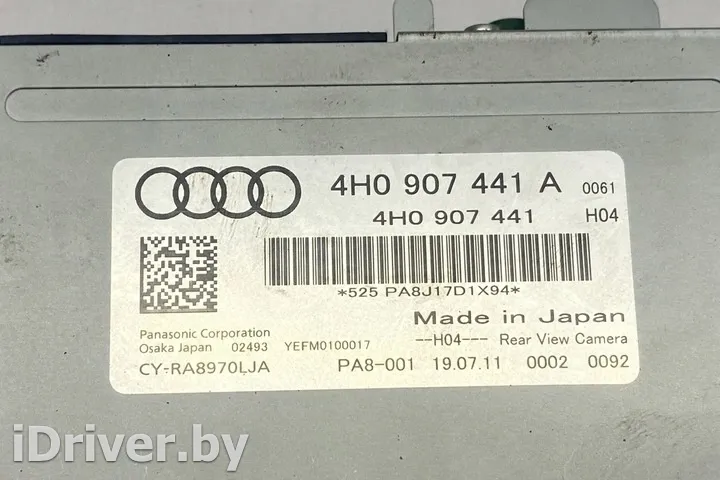 4H0 907 441 A 0061
4H0 907 441 H04
*525 PA8J17D1X94*
Made in Japan
Panasonic Corporation
Osaka Japan 02493 YEFM0100017 --H04--- Rear View Camera
CY-RA8970LJA PA8-001 19.07.11 0002 0092
iDriver.by